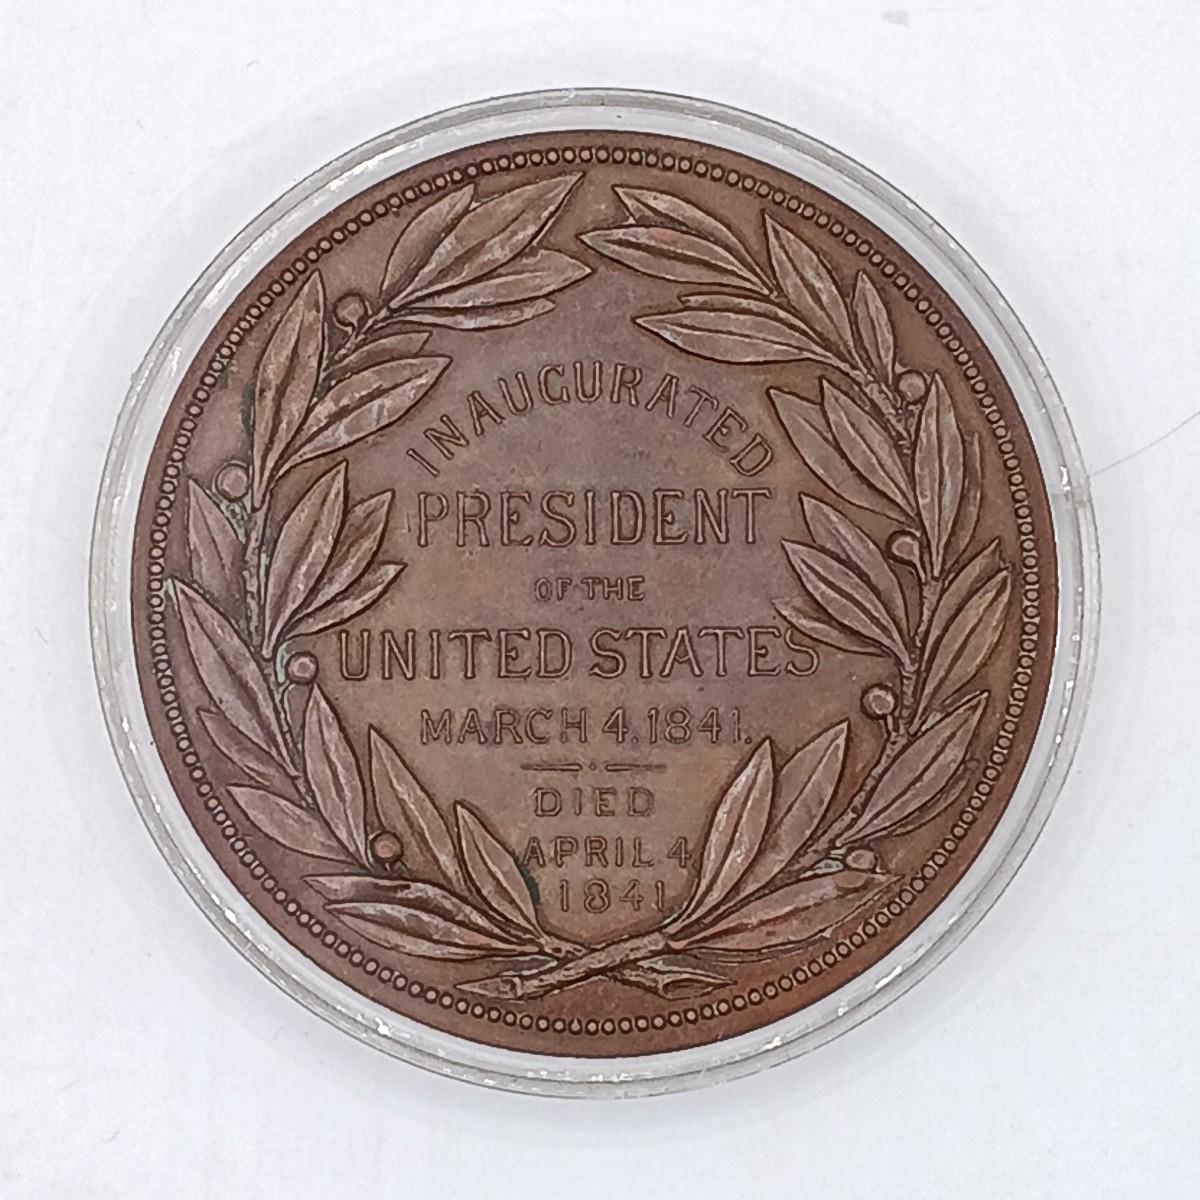 INAUGURATED
PRESIDENT
OF THE
UNITED STATES
MARCH 4.1841.
DIED
APRIL 4
1841